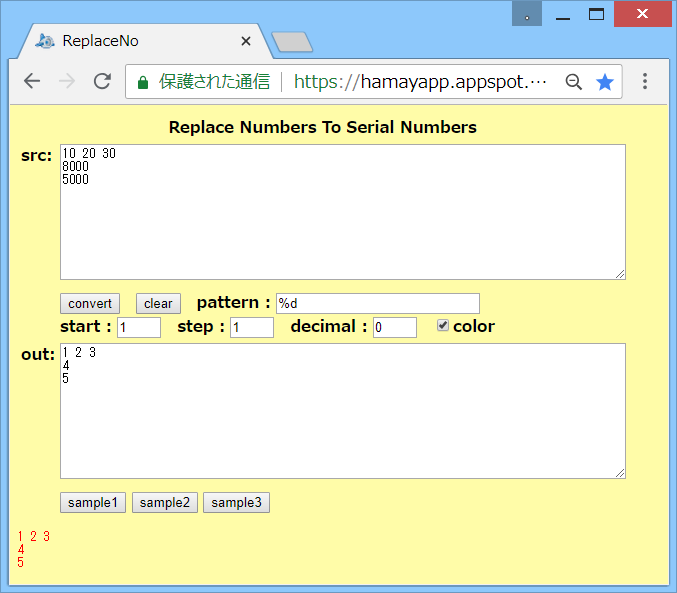 ReplaceNo
保護された通信 https://hamayapp.appspot.…
Replace Numbers To Serial Numbers
src:
10 20 30
8000
5000
convert clear pattern : %d
start : 1 step : 1 decimal : 0 color
out:
1 2 3
4
5
sample1 sample2 sample3
1 2 3
4
5